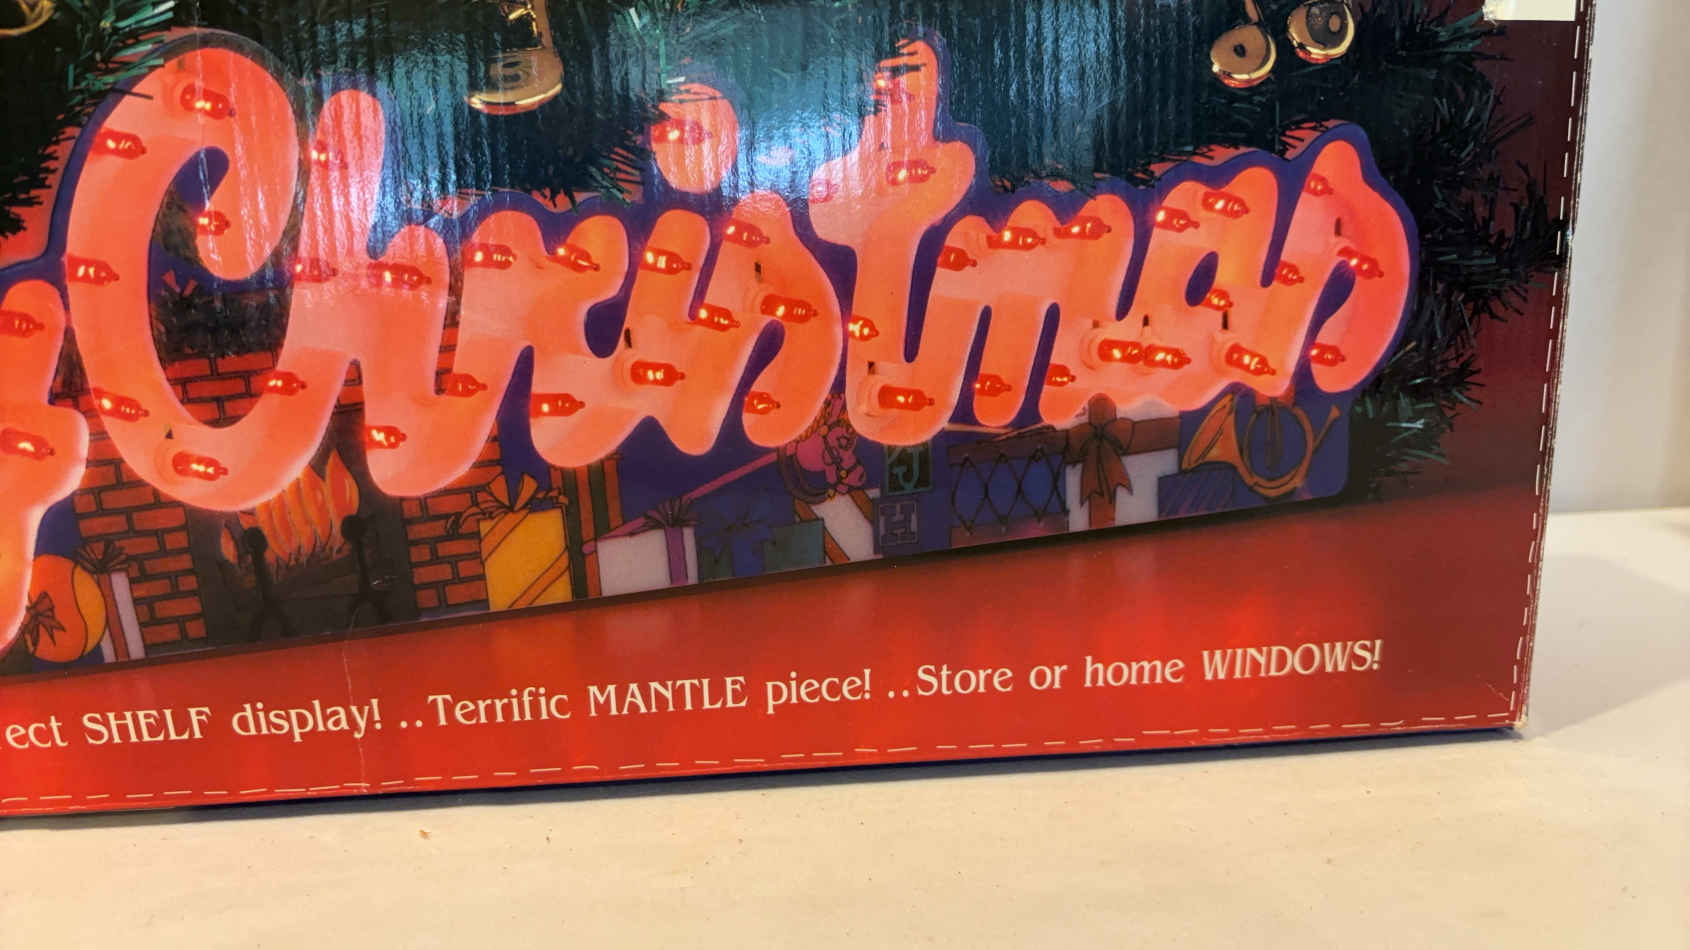 Christmas
J
H
ect SHELF display! ..Terrific MANTLE piece! ..Store or home WINDOWS!